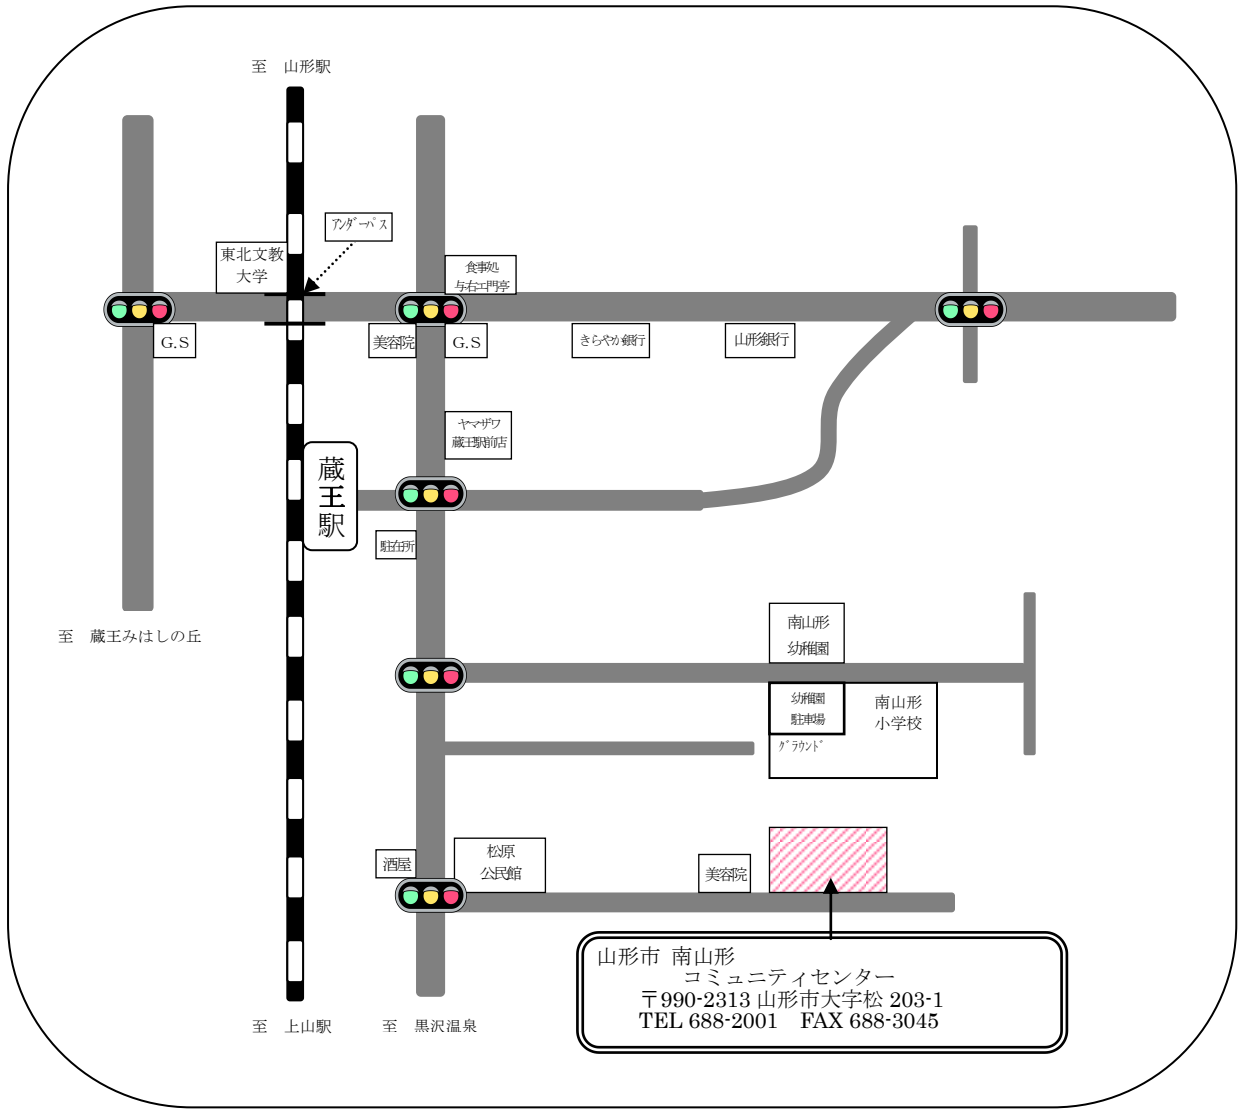 至　山形駅
アンダーパス
東北文教
大学
食事処
与右エ門亭
G.S
美容院
G.S
きらやか銀行
山形銀行
ヤマザワ
蔵王駅前店
蔵王駅
駐在所
至　蔵王みはしの丘
南山形
幼稚園
幼稚園
駐車場
南山形
小学校
グラウンド
酒屋
松原
公民館
美容院
山形市 南山形
コミュニティセンター
〒990-2313 山形市大字松 203-1
TEL 688-2001　FAX 688-3045
至　上山駅
至　黒沢温泉